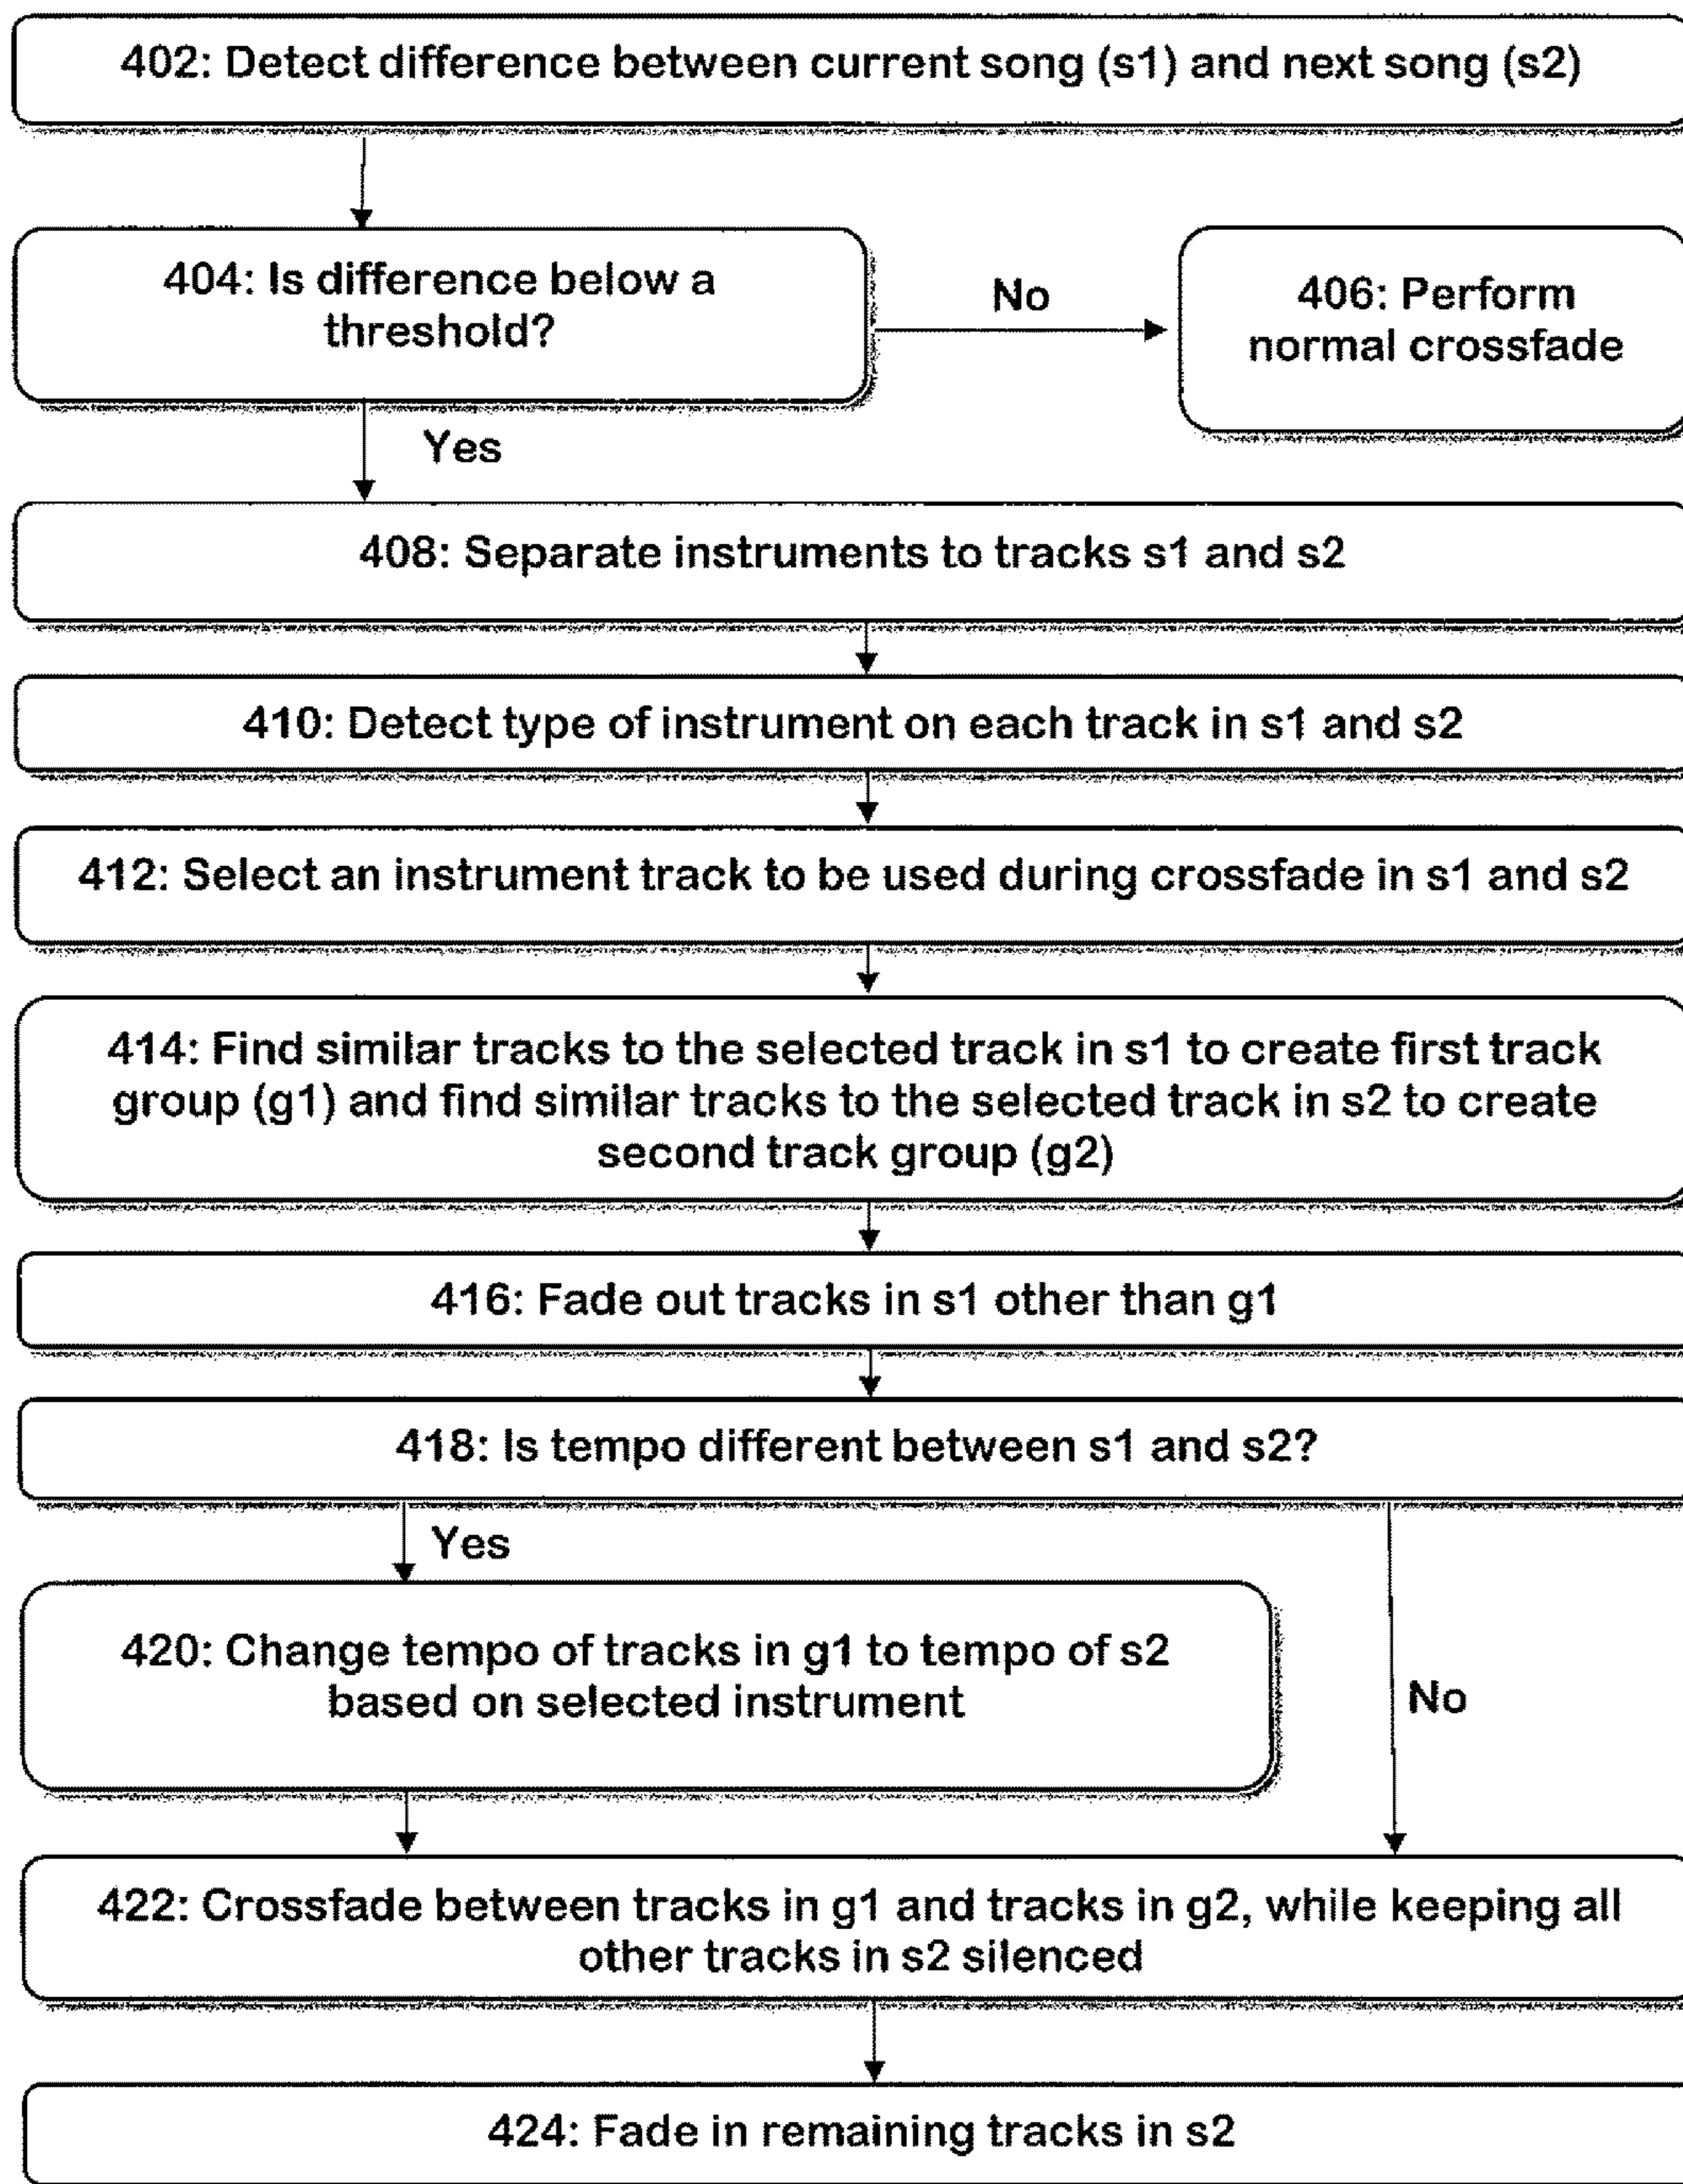 402: Detect difference between current song (s1) and next song (s2)
404: Is difference below a
threshold?
No
406: Perform
normal crossfade
Yes
408: Separate instruments to tracks s1 and s2
410: Detect type of instrument on each track in s1 and s2
412: Select an instrument track to be used during crossfade in s1 and s2
414: Find similar tracks to the selected track in s1 to create first track
group (g1) and find similar tracks to the selected track in s2 to create
second track group (g2)
416: Fade out tracks in s1 other than g1
418: Is tempo different between s1 and s2?
Yes
420: Change tempo of tracks in g1 to tempo of s2
based on selected instrument
No
422: Crossfade between tracks in g1 and tracks in g2, while keeping all
other tracks in s2 silenced
424: Fade in remaining tracks in s2